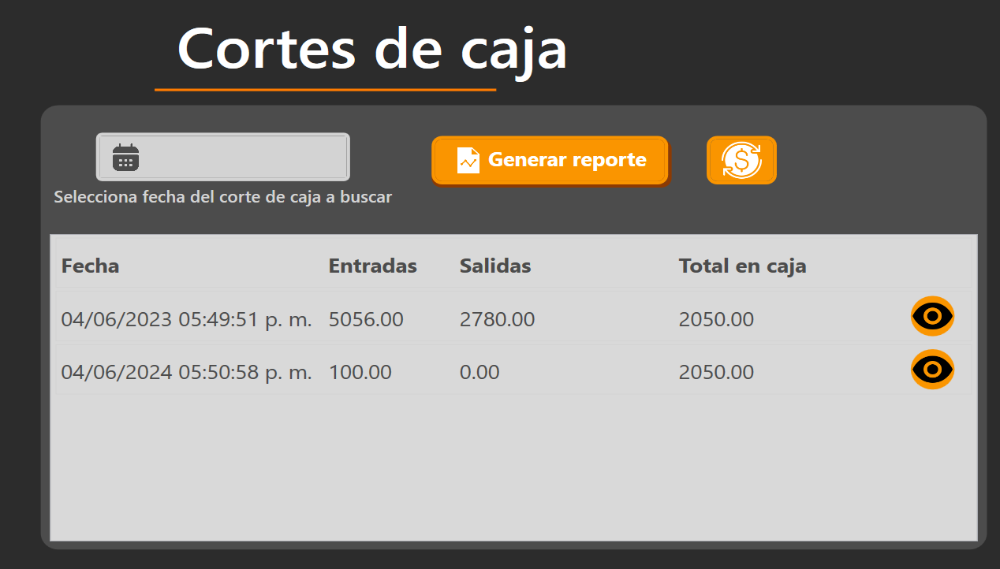 Cortes de caja
Generar reporte
Selecciona fecha del corte de caja a buscar
Fecha Entradas Salidas Total en caja
04/06/2023 05:49:51 p. m. 5056.00 2780.00 2050.00
04/06/2024 05:50:58 p. m. 100.00 0.00 2050.00